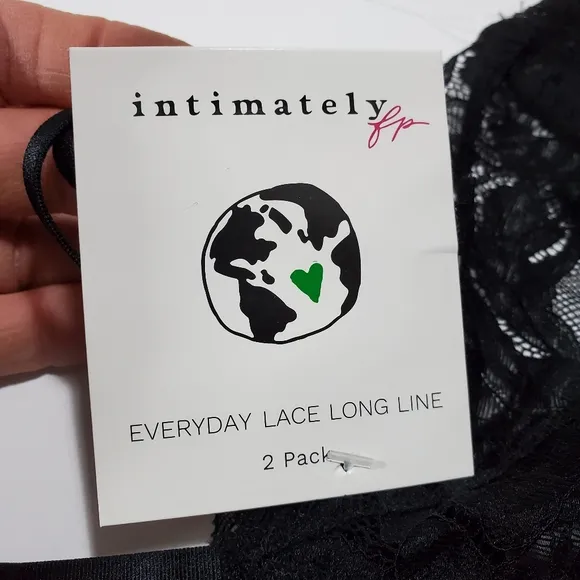 intimately
fp
EVERYDAY LACE LONG LINE
2 Pack